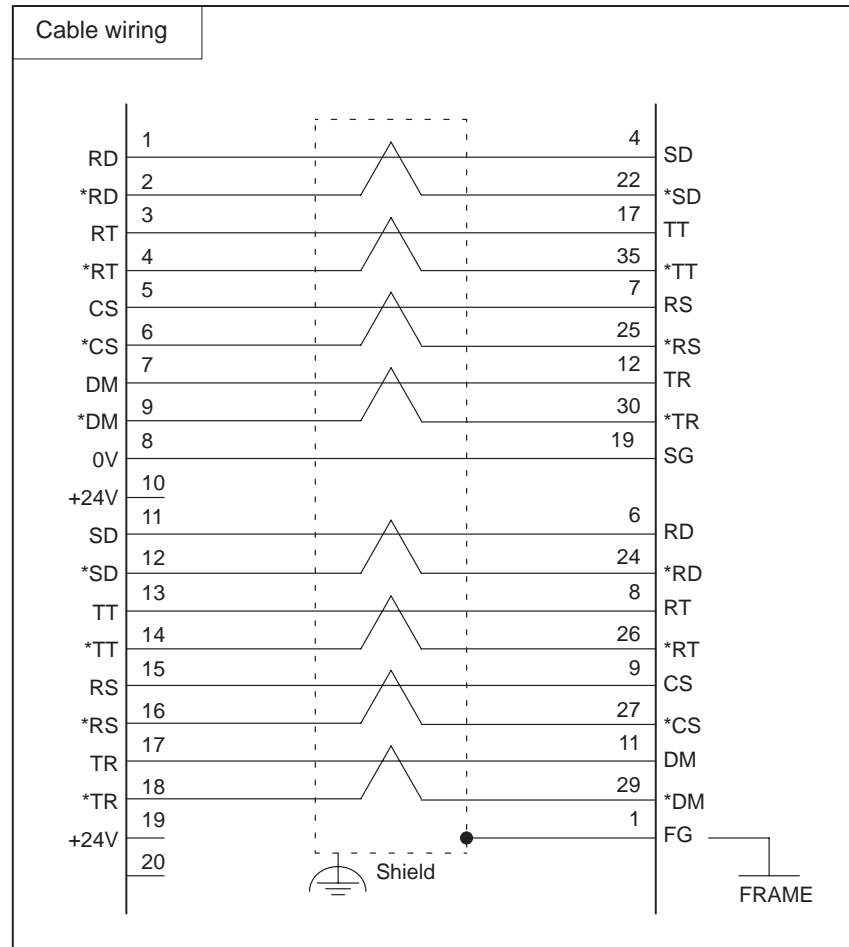 Cable wiring
RD 1 4 SD
*RD 2 22 *SD
RT 3 17 TT
*RT 4 35 *TT
CS 5 7 RS
*CS 6 25 *RS
DM 7 12 TR
*DM 9 30 *TR
0V 8 19 SG
+24V 10
SD 11 6 RD
*SD 12 24 *RD
TT 13 8 RT
*TT 14 26 *RT
RS 15 9 CS
*RS 16 27 *CS
TR 17 11 DM
*TR 18 29 *DM
+24V 19 1 FG
20
Shield
FRAME